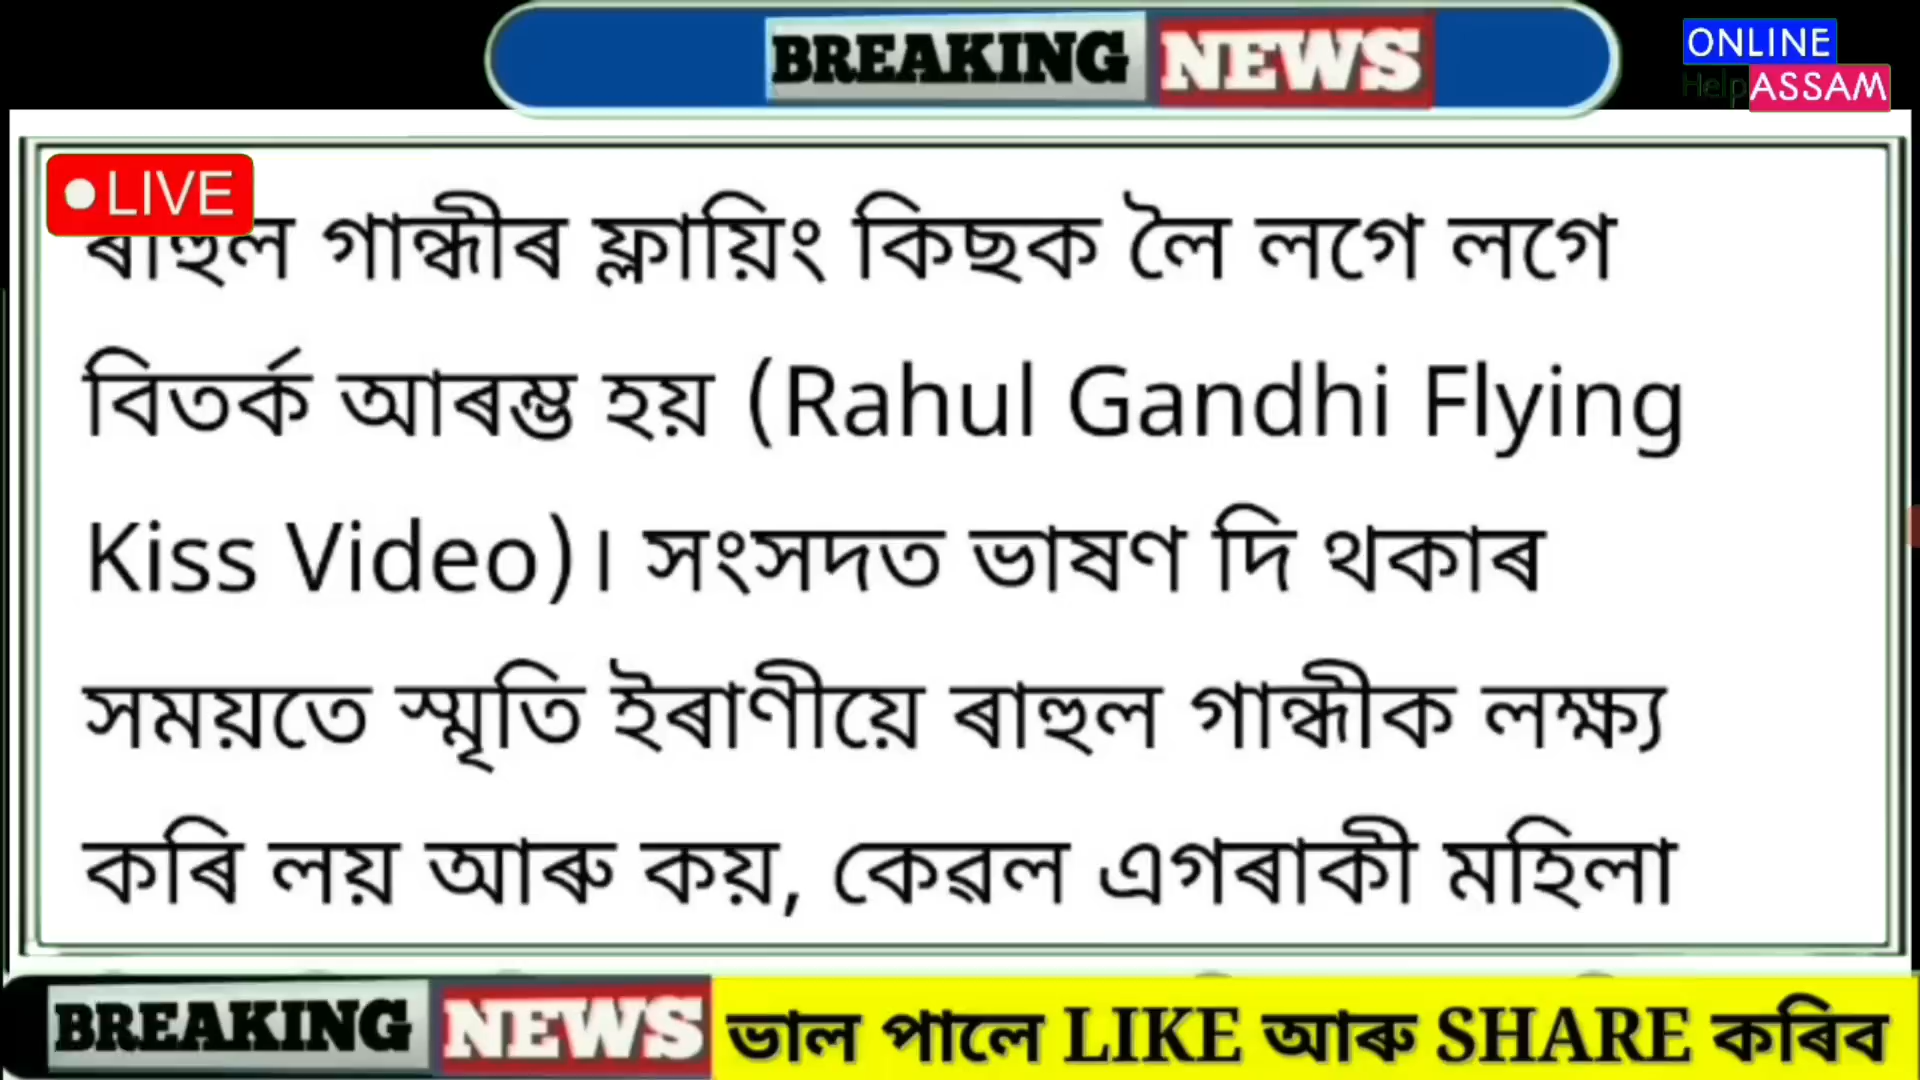 BREAKING NEWS
ONLINE
Help ASSAM
LIVE
ৰাহুল গান্ধীৰ ফ্লায়িং কিছক লৈ লগে লগে
বিতৰ্ক আৰম্ভ হয় (Rahul Gandhi Flying
Kiss Video)। সংসদত ভাষণ দি থকাৰ
সময়তে স্মৃতি ইৰাণীয়ে ৰাহুল গান্ধীক লক্ষ্য
কৰি লয় আৰু কয়, কেৱল এগৰাকী মহিলা
BREAKING NEWS ভাল পালে LIKE আৰু SHARE কৰিব